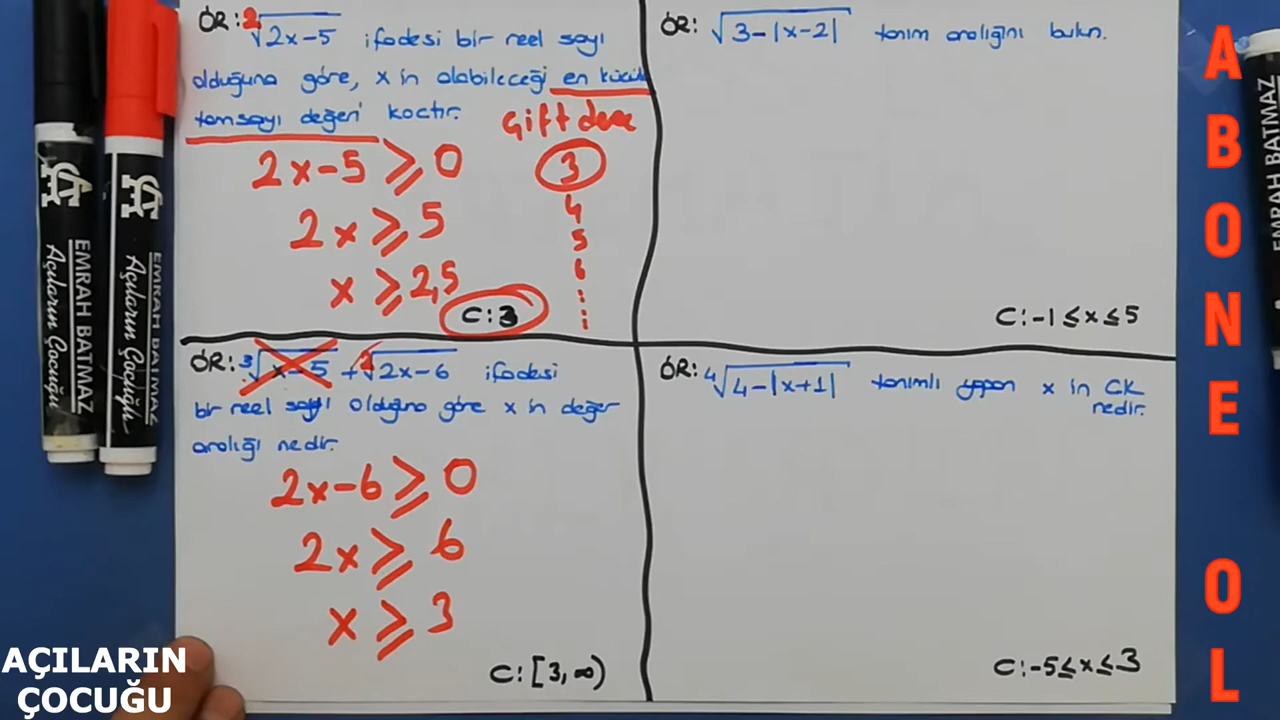 ÖR: 2√2x-5 ifadesi bir reel sayı
olduğuna göre, x in alabileceği en küçük
tamsayı değeri kaçtır.
Çift derece
2x-5 ≥ 0
2x ≥ 5
x ≥ 2,5
3
4
5
6
C:3
ÖR: √3-|x-2| tanım aralığını bulun.
C:-1≤x≤5
ÖR: 3√x-5 + 2√2x-6 ifadesi
bir reel sayı olduğuna göre x in değer
aralığı nedir.
2x-6 ≥ 0
2x ≥ 6
x ≥ 3
C:[3,∞)
ÖR: 4√4-|x+1| tanımlı yapan x in ÇK
nedir.
C:-5≤x≤3
EMRAH BATMAZ
Açıların Çocuğu
EMRAH BATMAZ
Açıların Çocuğu
EMRAH BATMAZ
ABONE
OL
AÇILARIN
ÇOCUĞU